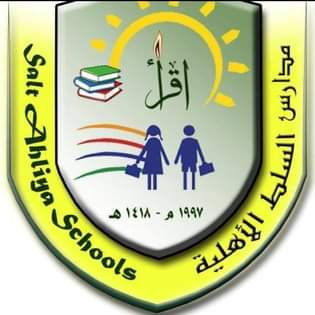 اقرأ
Salt Ahliya Schools
مدارس السلط الأهلية
١٩٩٧ م - ١٤١٨ هـ